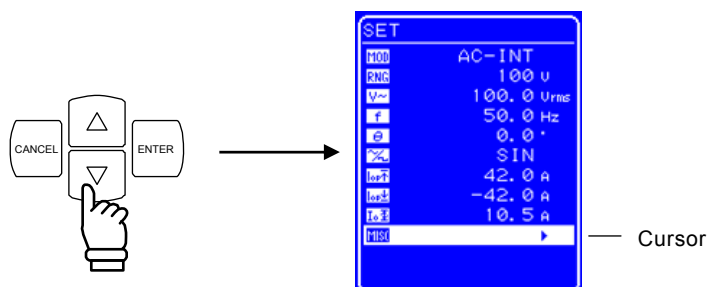 CANCEL
ENTER
SET
MOD AC-INT
RNG 100 V
V~ 100.0 Vrms
f 50.0 Hz
θ 0.0 °
SIN
42.0 A
-42.0 A
10.5 A
MISC
Cursor